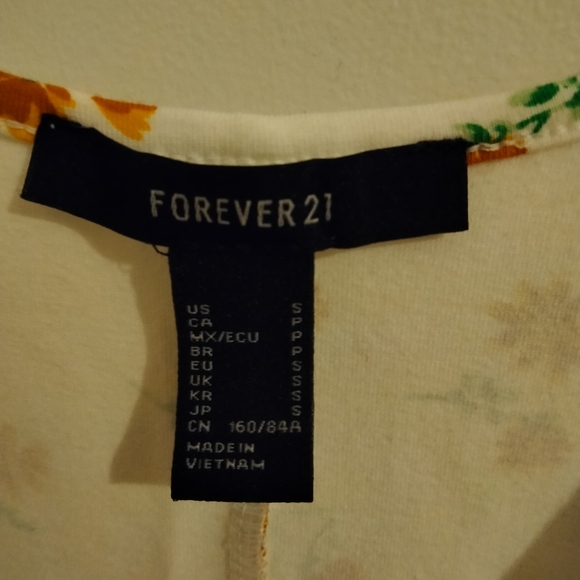 FOREVER 21
US S
CA P
MX/ECU P
BR P
EU S
UK S
KR S
JP S
CN 160/84A
MADE IN
VIETNAM